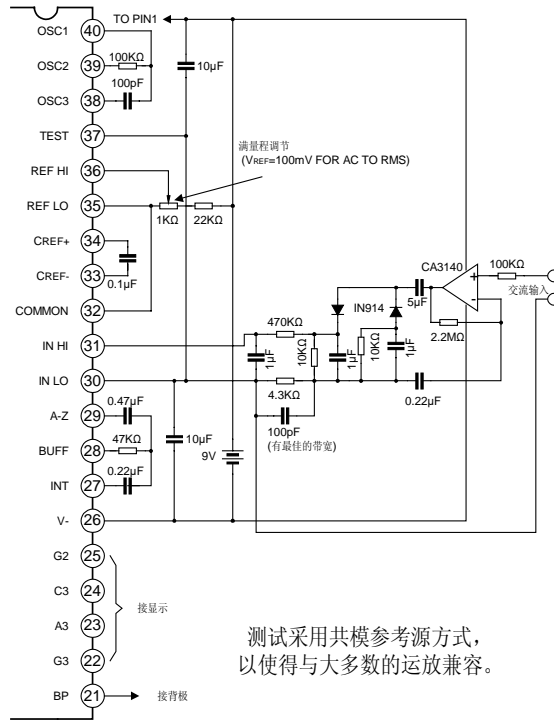 TO PIN1
OSC1
40
OSC2
39
100KΩ
OSC3
38
100pF
10μF
TEST
37
满量程调节
(VREF=100mV FOR AC TO RMS)
REF HI
36
REF LO
35
1KΩ
22KΩ
CREF+
34
CREF-
33
0.1μF
COMMON
32
IN HI
31
IN LO
30
CA3140
+
-
100KΩ
交流输入
5μF
IN914
2.2MΩ
470KΩ
1μF
10KΩ
1μF
10KΩ
1μF
4.3KΩ
0.22μF
100pF
(有最佳的带宽)
A-Z
29
0.47μF
BUFF
28
47KΩ
INT
27
0.22μF
10μF
9V
V-
26
G2
25
C3
24
A3
23
G3
22
接显示
BP
21
接背极
测试采用共模参考源方式，
以使得与大多数的运放兼容。